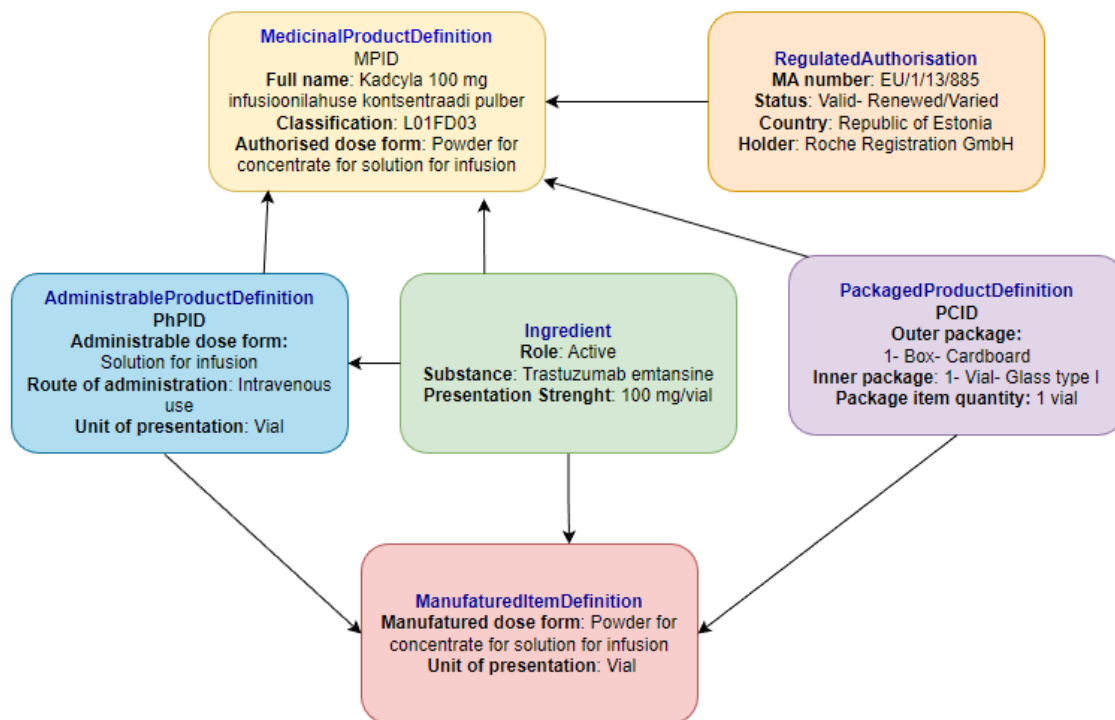 MedicinalProductDefinition
MPID
Full name: Kadcyla 100 mg
infusioonilahuse kontsentraadi pulber
Classification: L01FD03
Authorised dose form: Powder for
concentrate for solution for infusion
RegulatedAuthorisation
MA number: EU/1/13/885
Status: Valid- Renewed/Varied
Country: Republic of Estonia
Holder: Roche Registration GmbH
AdministrableProductDefinition
PhPID
Administrable dose form:
Solution for infusion
Route of administration: Intravenous
use
Unit of presentation: Vial
Ingredient
Role: Active
Substance: Trastuzumab emtansine
Presentation Strenght: 100 mg/vial
PackagedProductDefinition
PCID
Outer package:
1- Box- Cardboard
Inner package: 1- Vial- Glass type I
Package item quantity: 1 vial
ManufaturedItemDefinition
Manufatured dose form: Powder for
concentrate for solution for infusion
Unit of presentation: Vial